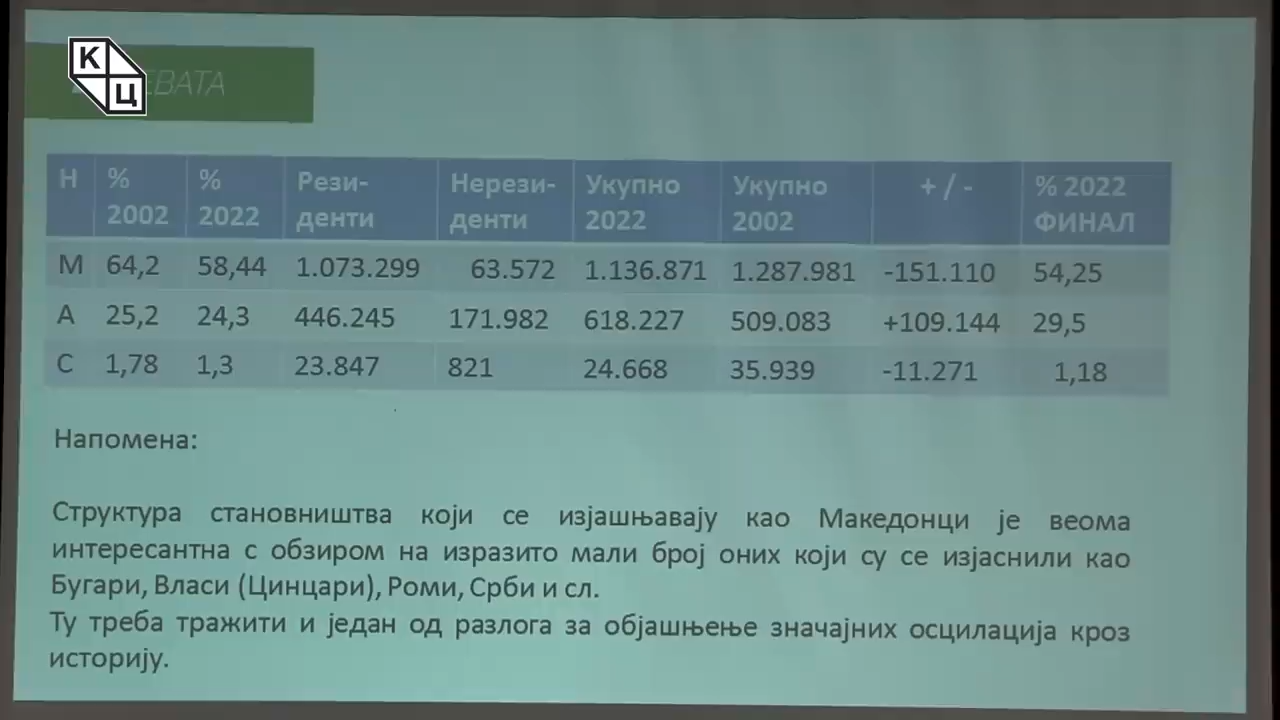 К
Ц
ЕВАТА
Н % 2002 % 2022 Рези-денти Нерези-денти Укупно 2022 Укупно 2002 + / - % 2022 ФИНАЛ
М 64,2 58,44 1.073.299 63.572 1.136.871 1.287.981 -151.110 54,25
А 25,2 24,3 446.245 171.982 618.227 509.083 +109.144 29,5
С 1,78 1,3 23.847 821 24.668 35.939 -11.271 1,18
Напомена:
Структура становништва који се изјашњавају као Македонци је веома
интересантна с обзиром на изразито мали број оних који су се изјаснили као
Бугари, Власи (Цинцари), Роми, Срби и сл.
Ту треба тражити и један од разлога за објашњење значајних осцилација кроз
историју.